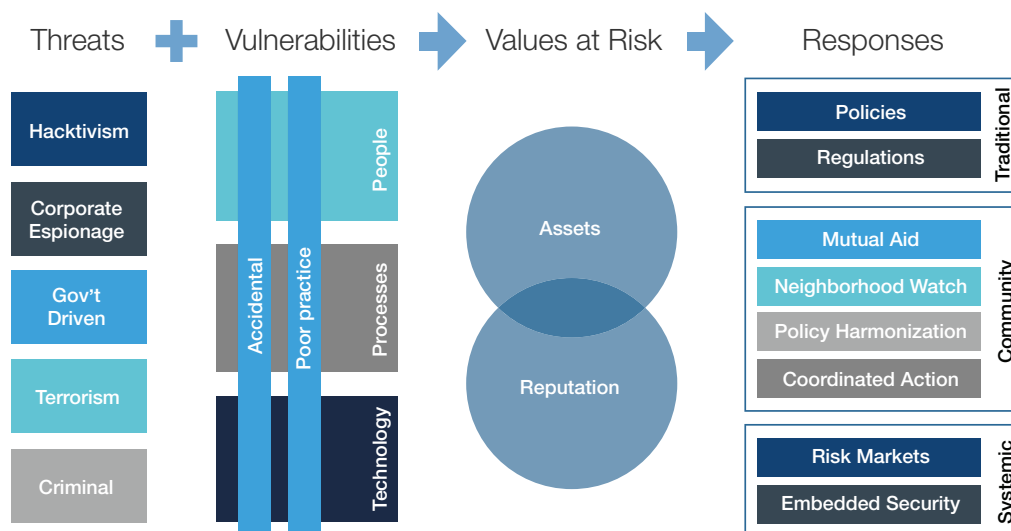 Threats
Vulnerabilities
Values at Risk
Responses
Hacktivism
Corporate
Espionage
Gov't
Driven
Terrorism
Criminal
Accidental
Poor practice
People
Processes
Technology
Assets
Reputation
Policies
Regulations
Traditional
Mutual Aid
Neighborhood Watch
Policy Harmonization
Coordinated Action
Community
Risk Markets
Embedded Security
Systemic